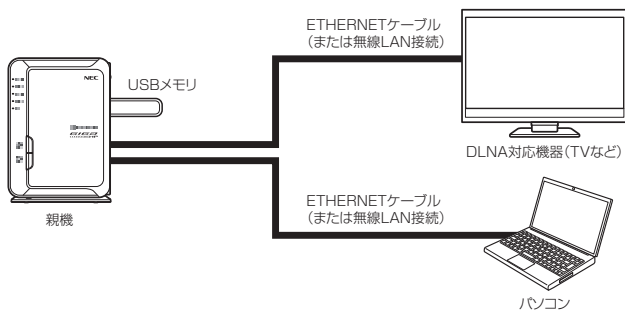 ETHERNETケーブル
(または無線LAN接続)
NEC
USBメモリ
DLNA対応機器(TVなど)
ETHERNETケーブル
(または無線LAN接続)
親機
パソコン